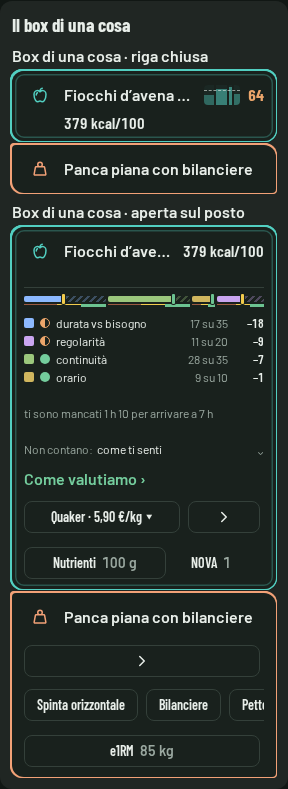 Il box di una cosa
Box di una cosa · riga chiusa
Fiocchi d'avena ... 64
379 kcal/100
Panca piana con bilanciere
Box di una cosa · aperta sul posto
Fiocchi d'ave... 379 kcal/100
durata vs bisogno 17 su 35 −18
regolarità 11 su 20 −9
continuità 28 su 35 −7
orario 9 su 10 −1
ti sono mancati 1 h 10 per arrivare a 7 h
Non contano: come ti senti
Come valutiamo ›
Quaker · 5,90 €/kg ▾
Nutrienti 100 g NOVA 1
Panca piana con bilanciere
Spinta orizzontale Bilanciere Petto
e1RM 85 kg